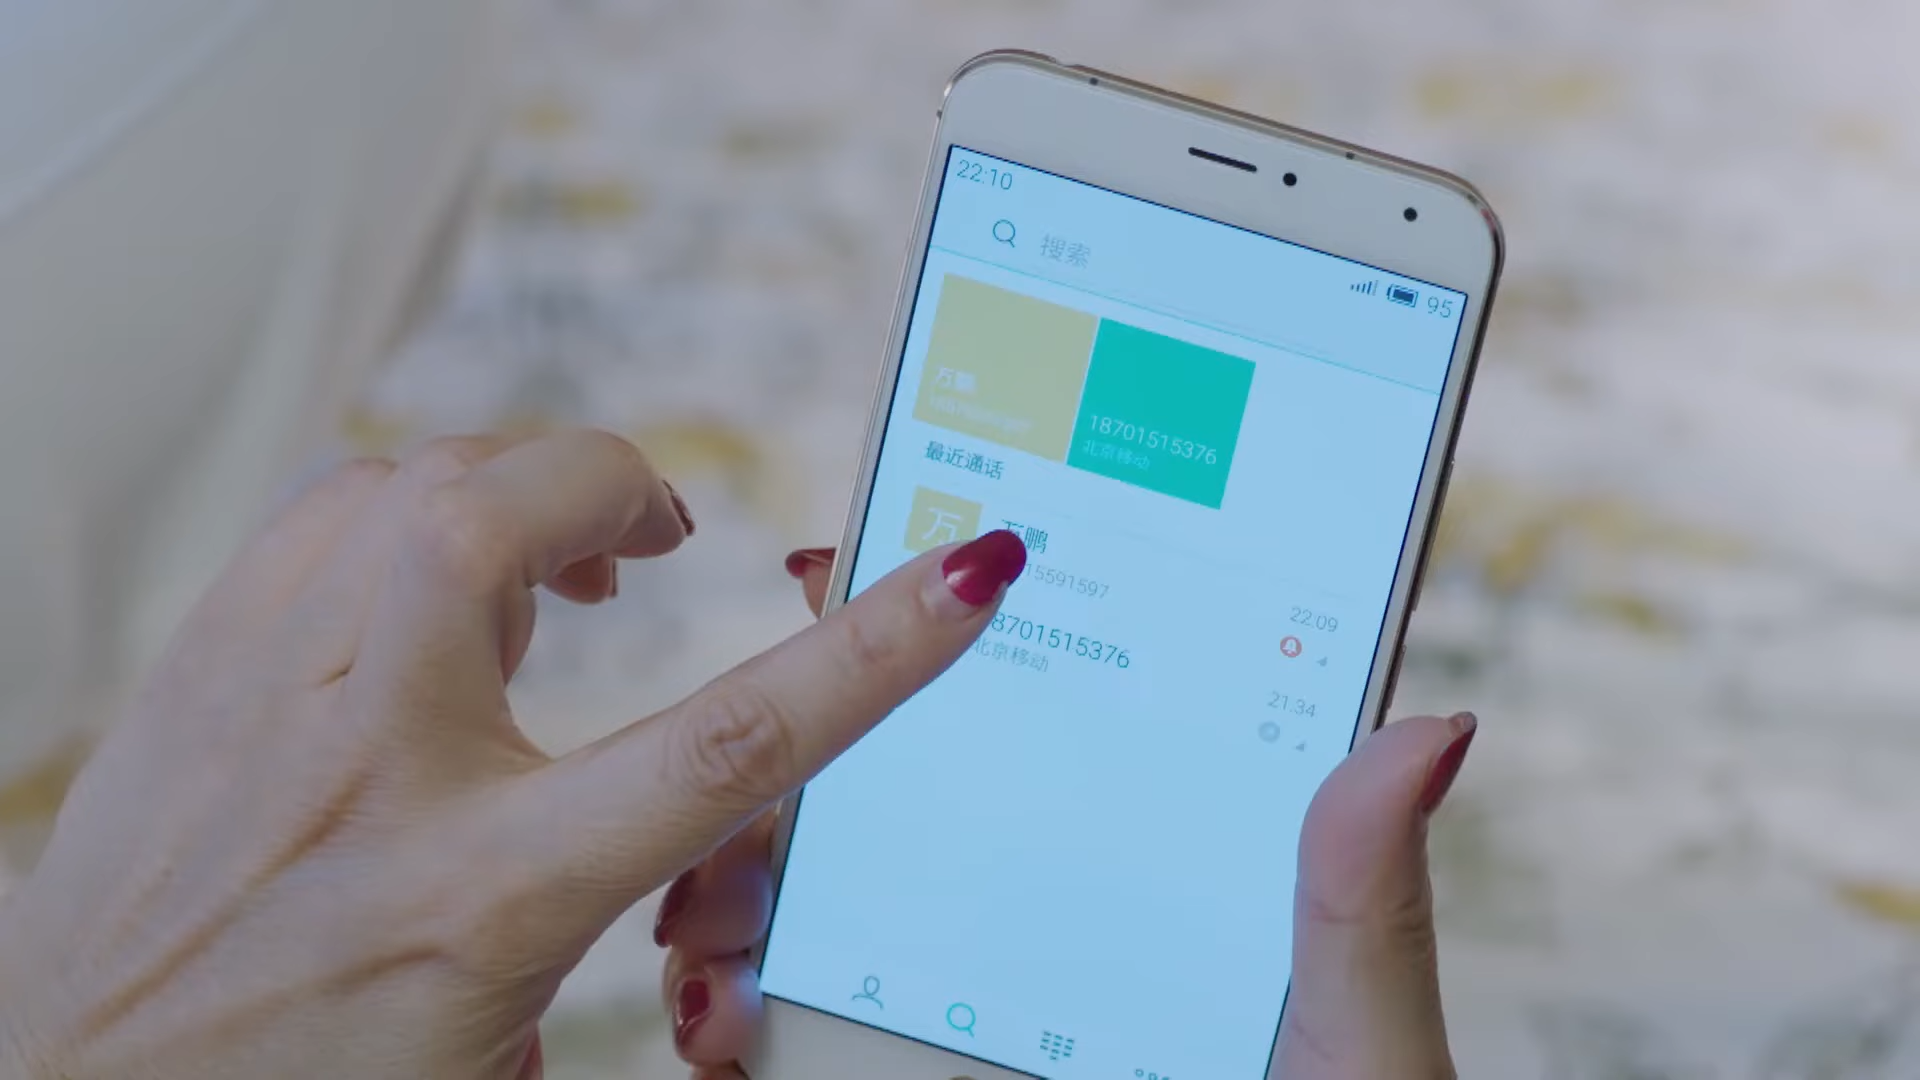 22:10
95
搜索
万鹏
18701515376
北京移动
最近通话
万
万鹏
15591597
22:09
8701515376
北京移动
21:34